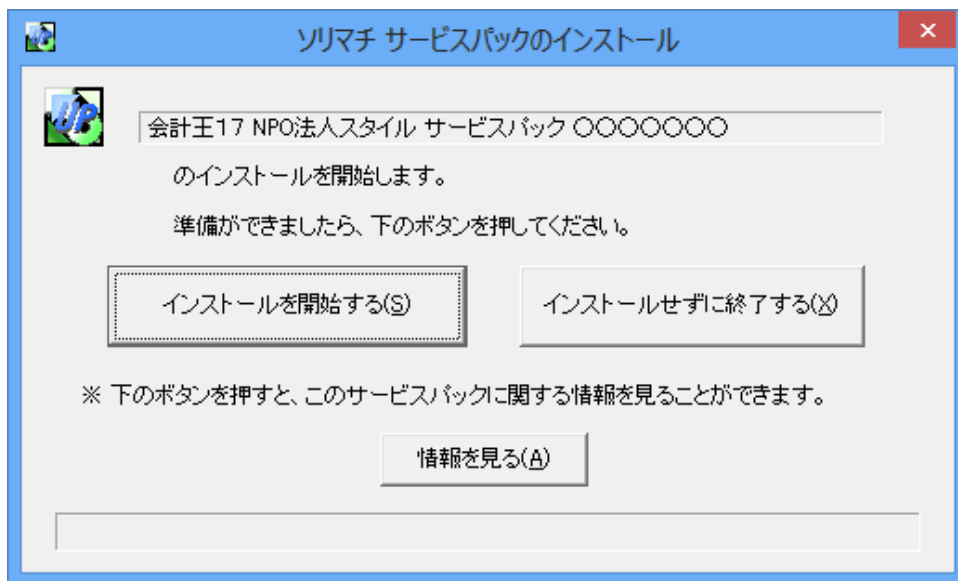 ソリマチ サービスパックのインストール
UP
会計王17 NPO法人スタイル サービスパック 〇〇〇〇〇〇〇
のインストールを開始します。
準備ができましたら、下のボタンを押してください。
インストールを開始する(S) インストールせずに終了する(X)
※ 下のボタンを押すと、このサービスパックに関する情報を見ることができます。
情報を見る(A)